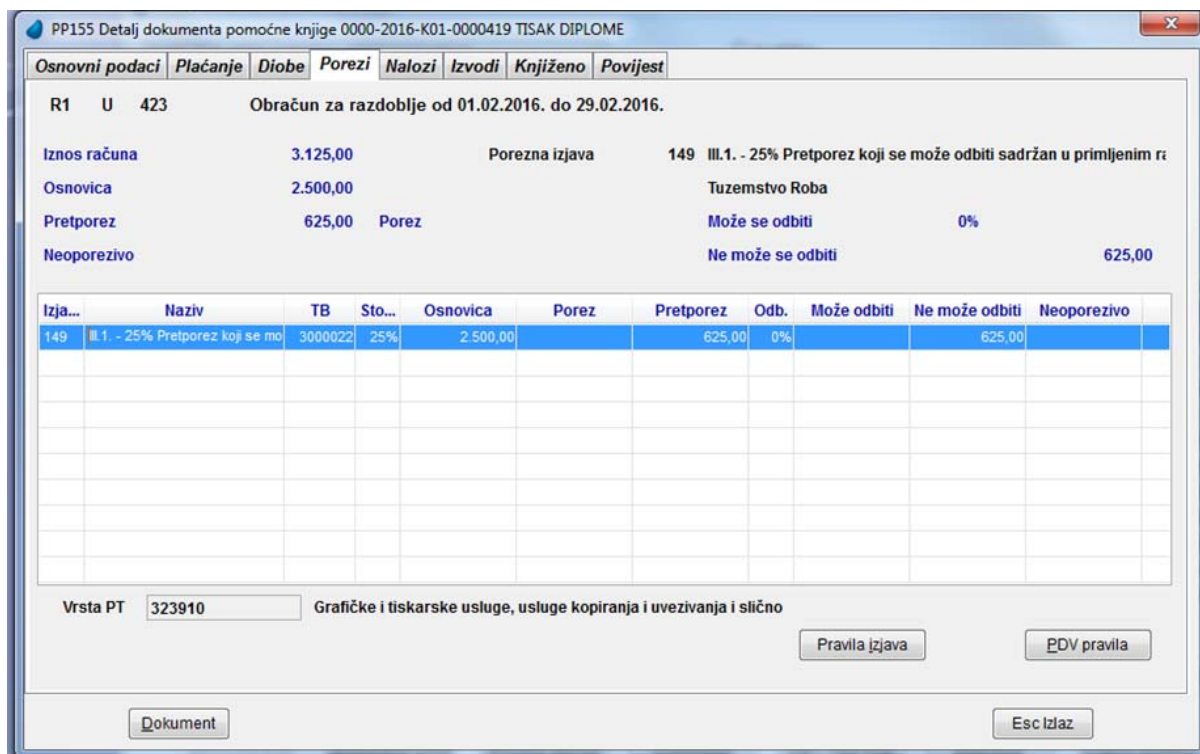 PP155 Detalj dokumenta pomoćne knjige 0000-2016-K01-0000419 TISAK DIPLOME
Osnovni podaci Plaćanje Diobe Porezi Nalozi Izvodi Knjiženo Povijest
R1 U 423 Obračun za razdoblje od 01.02.2016. do 29.02.2016.
Iznos računa 3.125,00 Porezna izjava 149 III.1. - 25% Pretporez koji se može odbiti sadržan u primljenim ra
Osnovica 2.500,00 Tuzemstvo Roba
Pretporez 625,00 Porez Može se odbiti 0%
Neoporezivo Ne može se odbiti 625,00
Izja... Naziv TB Sto... Osnovica Porez Pretporez Odb. Može odbiti Ne može odbiti Neoporezivo
149 III.1. - 25% Pretporez koji se mo 3000022 25% 2.500,00 625,00 0% 625,00
Vrsta PT 323910 Grafičke i tiskarske usluge, usluge kopiranja i uvezivanja i slično
Pravila izjava PDV pravila
Dokument Esc Izlaz